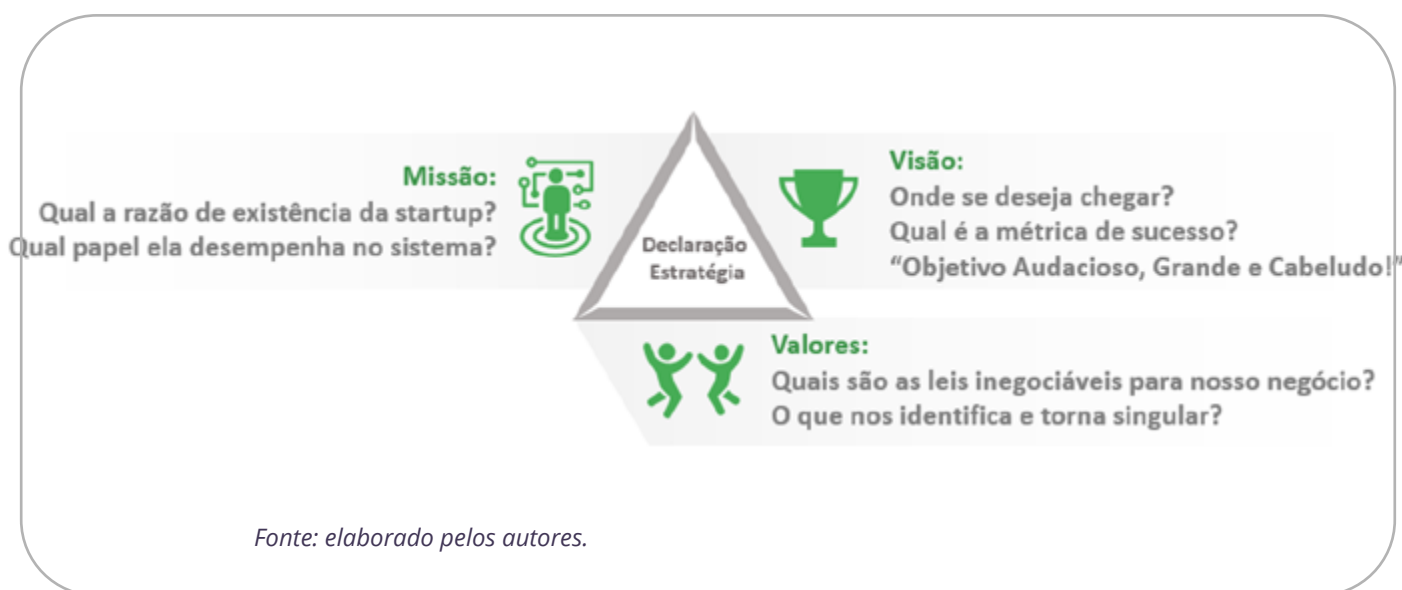 Missão:
Qual a razão de existência da startup?
Qual papel ela desempenha no sistema?
Declaração
Estratégia
Visão:
Onde se deseja chegar?
Qual é a métrica de sucesso?
“Objetivo Audacioso, Grande e Cabeludo!”
Valores:
Quais são as leis inegociáveis para nosso negócio?
O que nos identifica e torna singular?
Fonte: elaborado pelos autores.